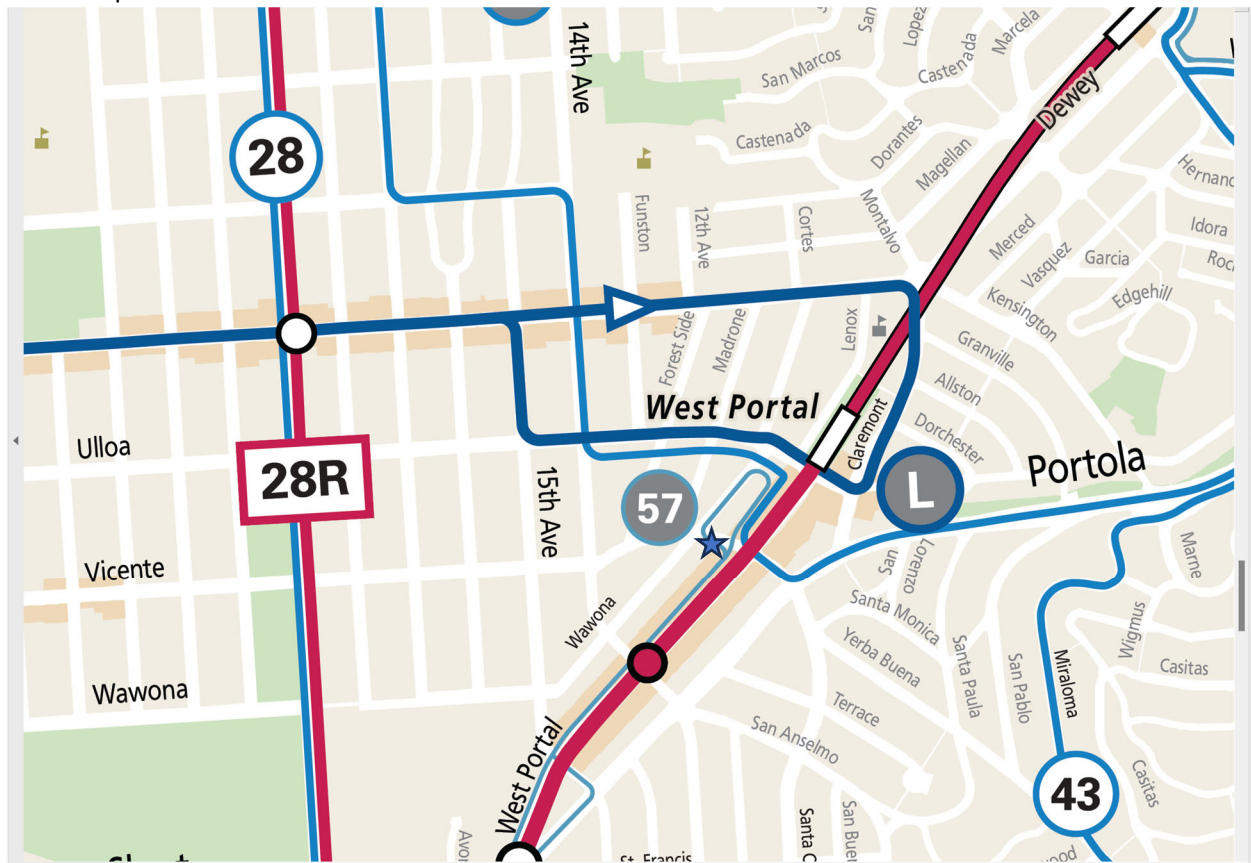 14th Ave
San Marcos
San
Lopez
Castenada
Marcela
Dewey
28
Castenada
Dorantes
Magellan
Funston
12th Ave
Cortes
Montalvo
Merced
Vasquez
Garcia
Idora
Edgehill
Kensington
Forest Side
Madrone
Lenox
Granville
Allston
West Portal
Claremont
Dorchester
Ulloa
28R
15th Ave
57
L
Portola
Vicente
San
Lorenzo
Marne
Wawona
Santa Monica
Wigmus
Yerba Buena
Santa Paula
San Pablo
Miraloma
Casitas
Wawona
Terrace
San Anselmo
West Portal
43
Casitas
Santa C
San Bue
Avon
St. Francis